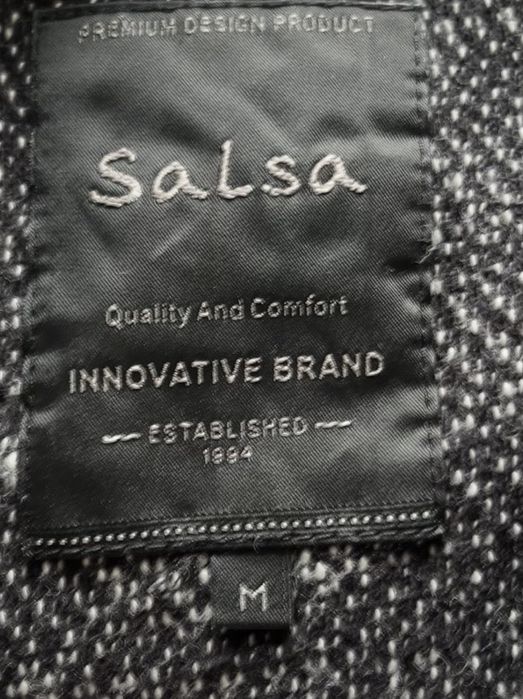 PREMIUM DESIGN PRODUCT
Salsa
Quality And Comfort
INNOVATIVE BRAND
ESTABLISHED
1994
M